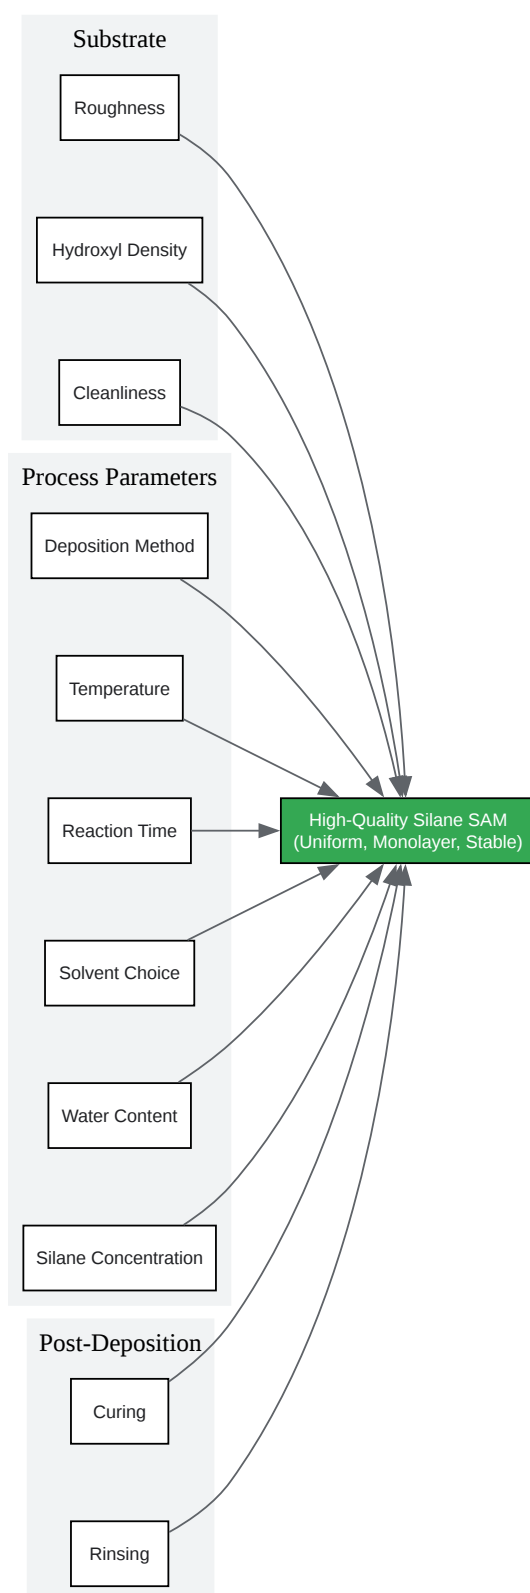 Substrate
Roughness
Hydroxyl Density
Cleanliness
Process Parameters
Deposition Method
Temperature
Reaction Time
High-Quality Silane SAM
(Uniform, Monolayer, Stable)
Solvent Choice
Water Content
Silane Concentration
Post-Deposition
Curing
Rinsing